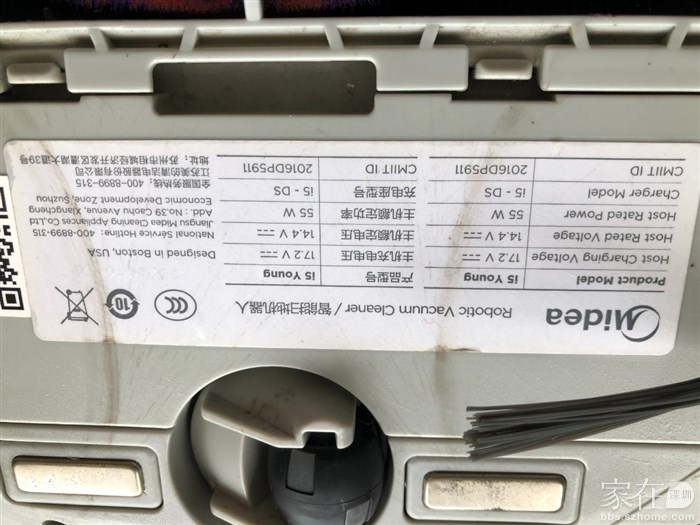 Midea
Robotic Vacuum Cleaner/智能扫地机器人
Product Model i5 Young
Host Charging Voltage 17.2 V
Host Rated Voltage 14.4 V
Host Rated Power 55 W
Charger Model i5 - DS
CMIIT ID 2016DP5911
产品型号 i5 Young
主机充电电压 17.2 V
主机额定电压 14.4 V
主机额定功率 55 W
充电座型号 i5 - DS
CMIIT ID 2016DP5911
CCC
10
Designed in Boston, USA
National Service Hotline: 400-8899-315
Jiangsu Midea Cleaning Appliances Co.,Ltd
Add.: No.39 Caohu Avenue, Xiangcheng
Economic Development Zone, Suzhou
全国服务热线: 400-8899-315
江苏美的清洁电器股份有限公司
地址: 苏州市相城经济开发区漕湖大道39号
家在深圳
bbs.szhome.com